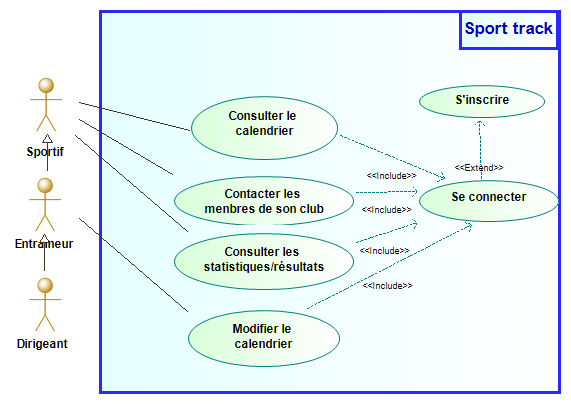 Sport track
S'inscrire
Consulter le
calendrier
Sportif
<<Extend>>
<<Include>>
Contacter les
menbres de son club
Se connecter
<<Include>>
Entraîneur
Consulter les
statistiques/résultats
<<Include>>
<<Include>>
Modifier le
calendrier
Dirigeant